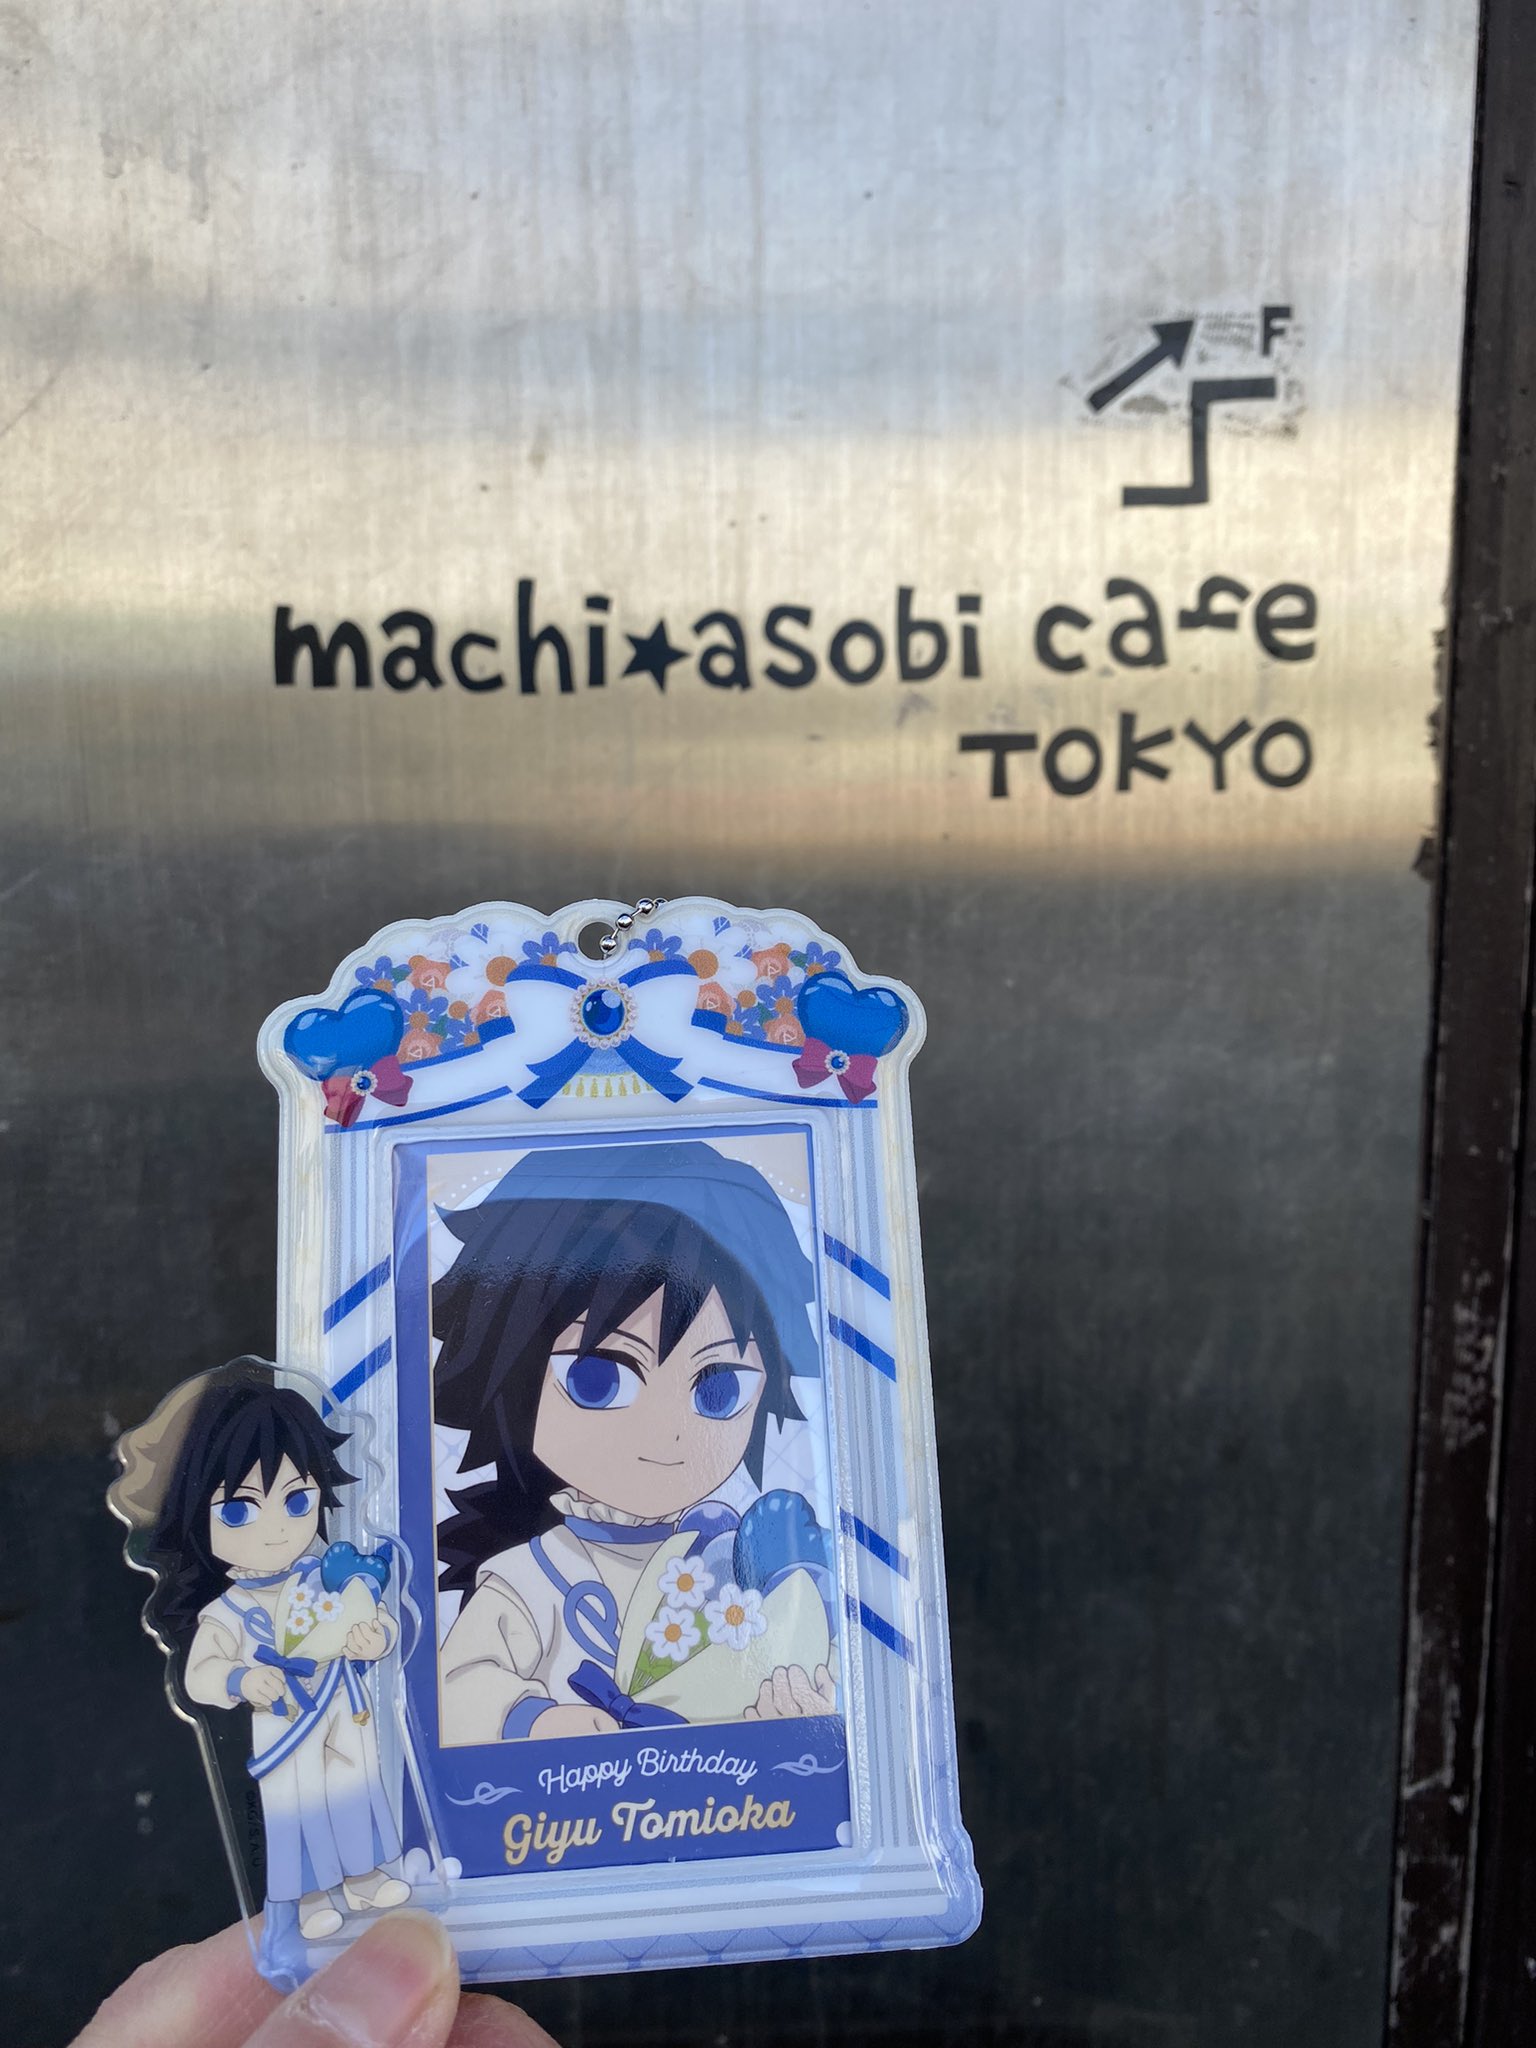 F
machi★asobi cafe
TOKYO
Happy Birthday
Giyu Tomioka